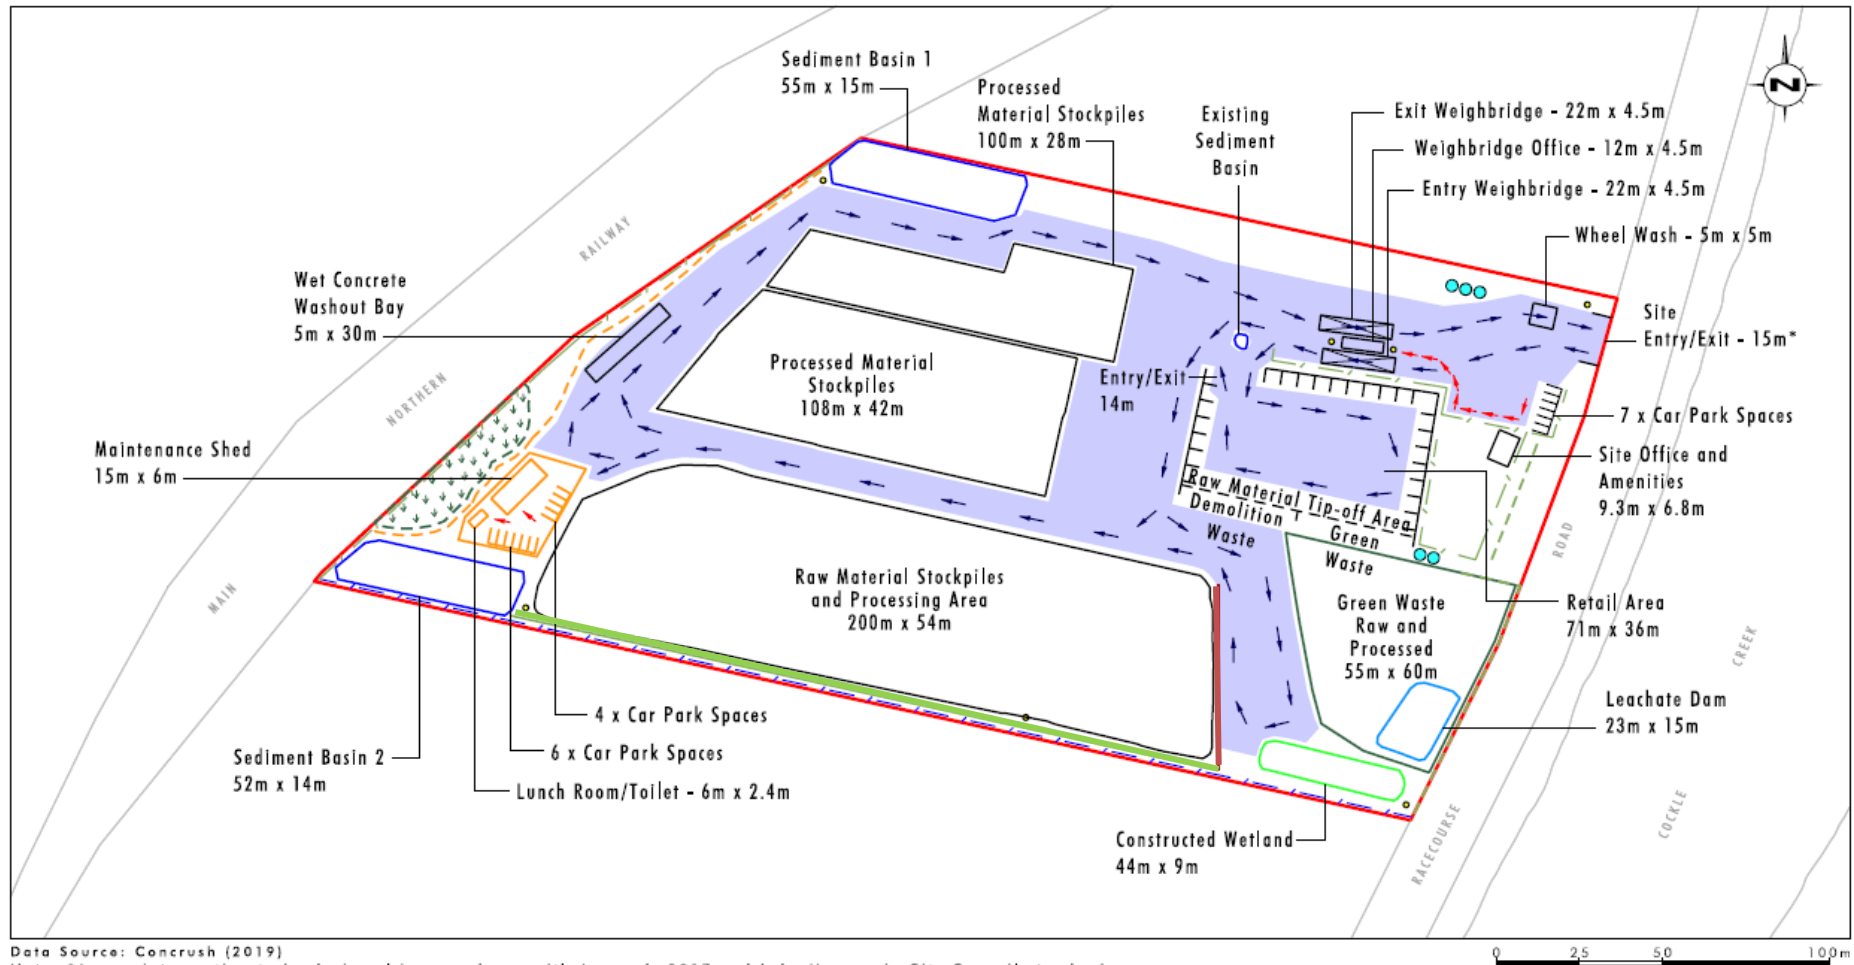 Sediment Basin 1
55m x 15m
Processed
Material Stockpiles
100m x 28m
Existing
Sediment
Basin
Exit Weighbridge - 22m x 4.5m
Weighbridge Office - 12m x 4.5m
Entry Weighbridge - 22m x 4.5m
Wheel Wash - 5m x 5m
N
RAILWAY
Wet Concrete
Washout Bay
5m x 30m
Site
Entry/Exit - 15m*
Processed Material
Stockpiles
108m x 42m
Entry/Exit
14m
NORTHERN
7 x Car Park Spaces
Maintenance Shed
15m x 6m
Site Office and
Amenities
9.3m x 6.8m
Raw Material Tip-off Area
Demolition
Waste
Green
Waste
ROAD
MAIN
Raw Material Stockpiles
and Processing Area
200m x 54m
Green Waste
Raw and
Processed
55m x 60m
Retail Area
71m x 36m
CREEK
Leachate Dam
23m x 15m
4 x Car Park Spaces
6 x Car Park Spaces
Sediment Basin 2
52m x 14m
Lunch Room/Toilet - 6m x 2.4m
COCKLE
RACECOURSE
Constructed Wetland
44m x 9m
Data Source: Concrush (2019)
0 25 50 100m